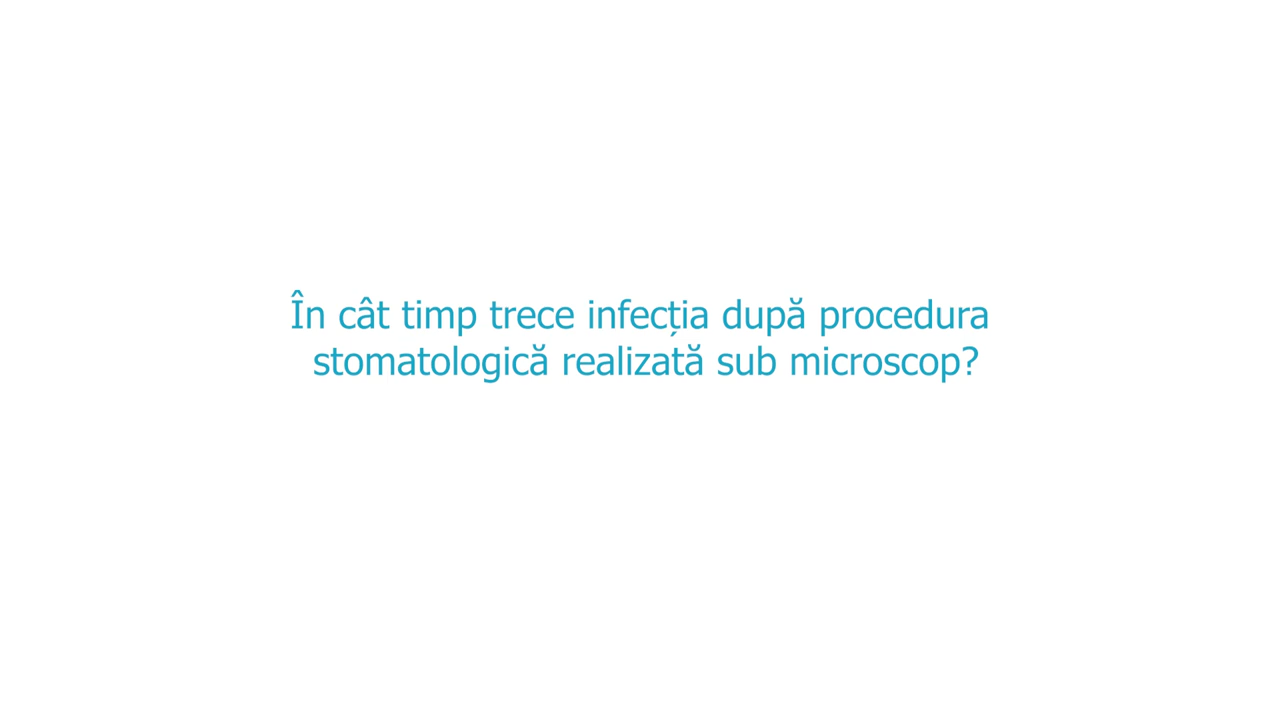 În cât timp trece infecția după procedura
stomatologică realizată sub microscop?